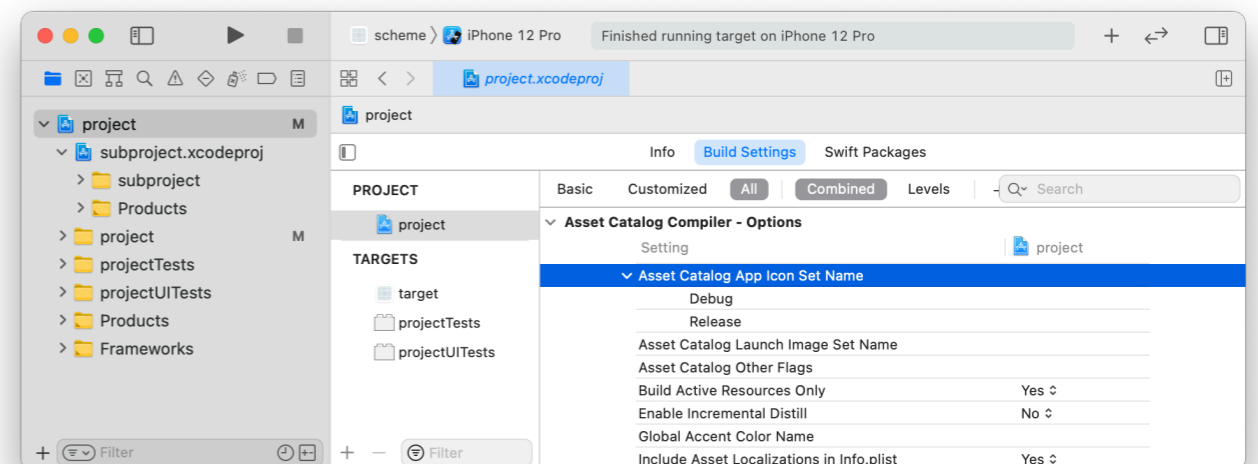 scheme iPhone 12 Pro Finished running target on iPhone 12 Pro
project.xcodeproj
project M
subproject.xcodeproj
subproject
Products
project M
projectTests
projectUITests
Products
Frameworks
Filter
project
Info Build Settings Swift Packages
PROJECT
project
TARGETS
target
projectTests
projectUITests
Filter
Basic Customized All Combined Levels Search
Asset Catalog Compiler - Options
Setting project
Asset Catalog App Icon Set Name
Debug
Release
Asset Catalog Launch Image Set Name
Asset Catalog Other Flags
Build Active Resources Only Yes
Enable Incremental Distill No
Global Accent Color Name
Include Asset Localizations in Info.plist Yes